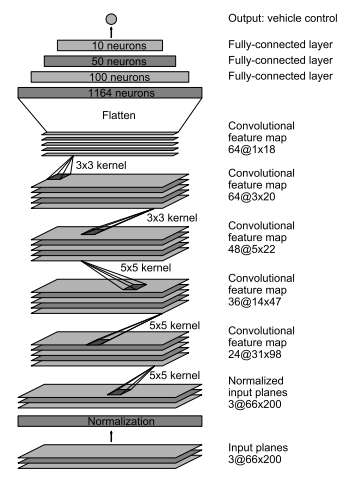 Output: vehicle control
10 neurons
Fully-connected layer
50 neurons
Fully-connected layer
100 neurons
Fully-connected layer
1164 neurons
Flatten
Convolutional
feature map
64@1x18
3x3 kernel
Convolutional
feature map
64@3x20
3x3 kernel
Convolutional
feature map
48@5x22
5x5 kernel
Convolutional
feature map
36@14x47
5x5 kernel
Convolutional
feature map
24@31x98
5x5 kernel
Normalized
input planes
3@66x200
Normalization
Input planes
3@66x200